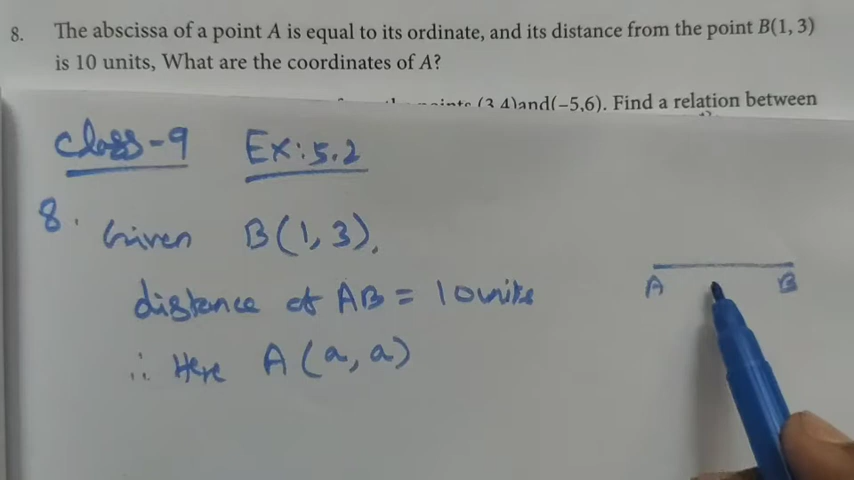 8. The abscissa of a point A is equal to its ordinate, and its distance from the point B(1, 3)
is 10 units, What are the coordinates of A?
(3,4)and(−5,6). Find a relation between
Class-9 Ex:5.2
8. Given B(1, 3),
distance of AB = 10 units
A B
∴ Here A(a, a)